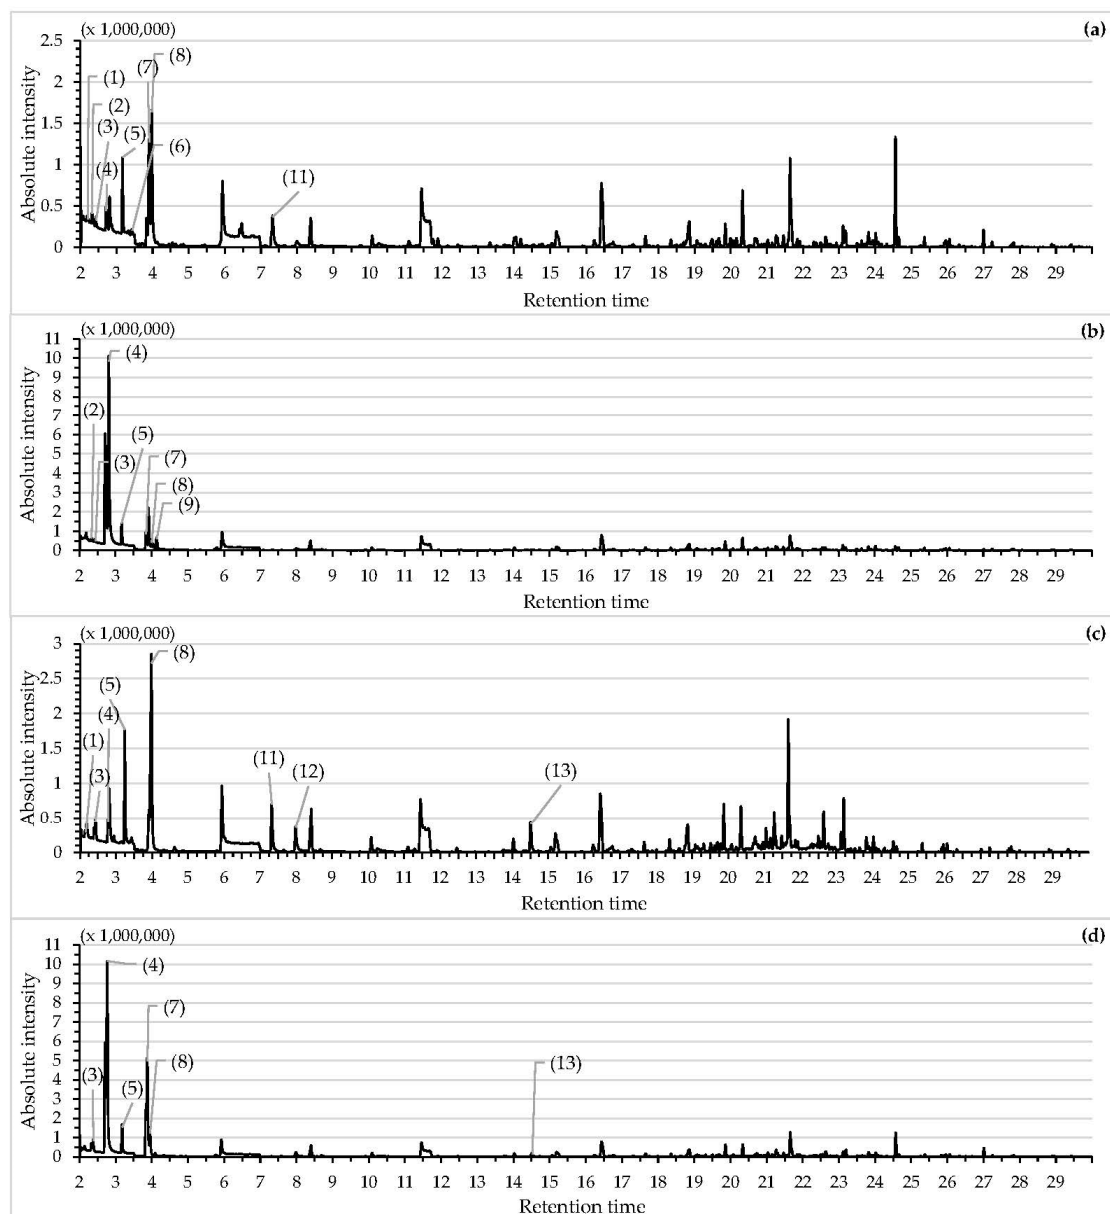 (x 1,000,000) (a)
2.5
(8)
(7)
2
(1)
(2)
1.5
(3) (5) (6)
1
(4)
(11)
0.5
0
Absolute intensity
2 3 4 5 6 7 8 9 10 11 12 13 14 15 16 17 18 19 20 21 22 23 24 25 26 27 28 29
Retention time
(x 1,000,000) (b)
11
10 (4)
9
8
7 (2)
6 (5)
5 (3) (7)
4
3 (8)
2 (9)
1
0
Absolute intensity
2 3 4 5 6 7 8 9 10 11 12 13 14 15 16 17 18 19 20 21 22 23 24 25 26 27 28 29
Retention time
(x 1,000,000) (c)
3
(8)
2.5
(5)
2 (4)
(1)
1.5
(3) (11) (12) (13)
1
0.5
0
Absolute intensity
2 3 4 5 6 7 8 9 10 11 12 13 14 15 16 17 18 19 20 21 22 23 24 25 26 27 28 29
Retention time
(x 1,000,000) (d)
11
10 (4)
9
8 (7)
7
6
5 (8) (13)
4 (3)
3 (5)
2
1
0
Absolute intensity
2 3 4 5 6 7 8 9 10 11 12 13 14 15 16 17 18 19 20 21 22 23 24 25 26 27 28 29
Retention time